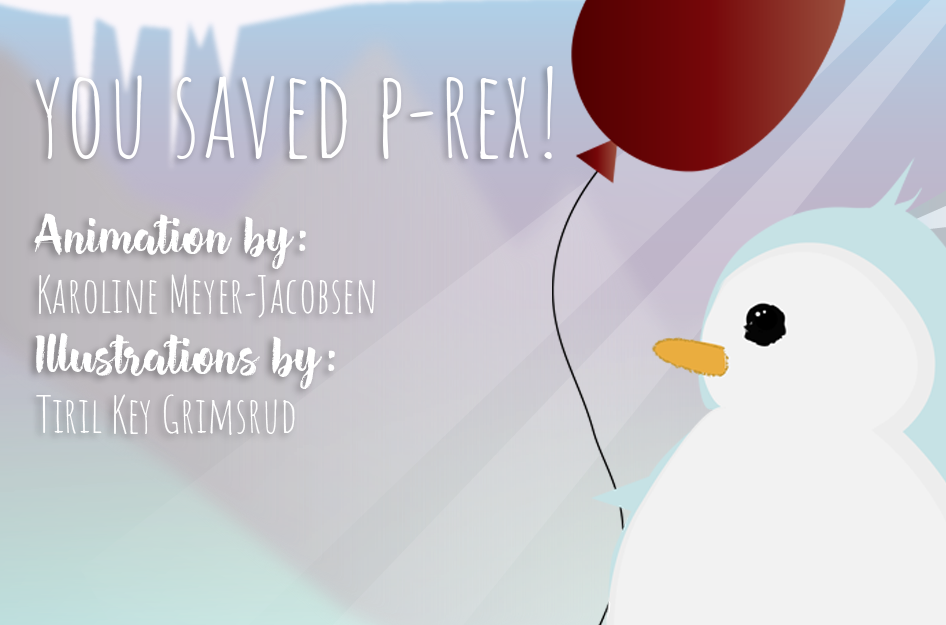 YOU SAVED P-REX!
Animation by:
KAROLINE MEYER-JACOBSEN
Illustrations by:
TIRIL KEY GRIMSRUD